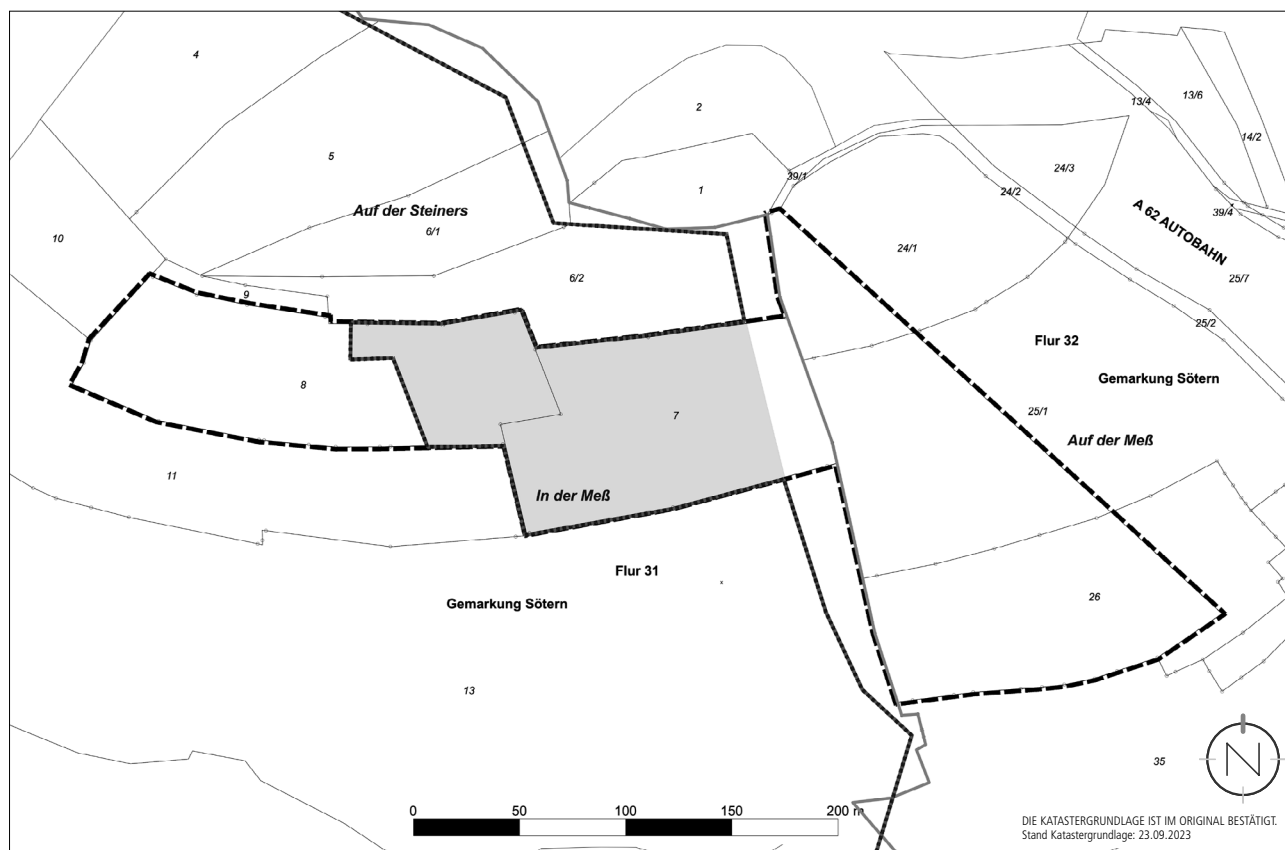 4
2
13/4
13/6
14/2
5
1
39/1
24/3
24/2
Auf der Steiners
6/1
39/4
A 62 AUTOBAHN
10
24/1
25/7
6/2
9
25/2
Flur 32
8
Gemarkung Sötern
7
25/1
Auf der Meß
11
In der Meß
Flur 31
26
Gemarkung Sötern
13
35
N
0 50 100 150 200 m
DIE KATASTERGRUNDLAGE IST IM ORIGINAL BESTÄTIGT.
Stand Katastergrundlage: 23.09.2023